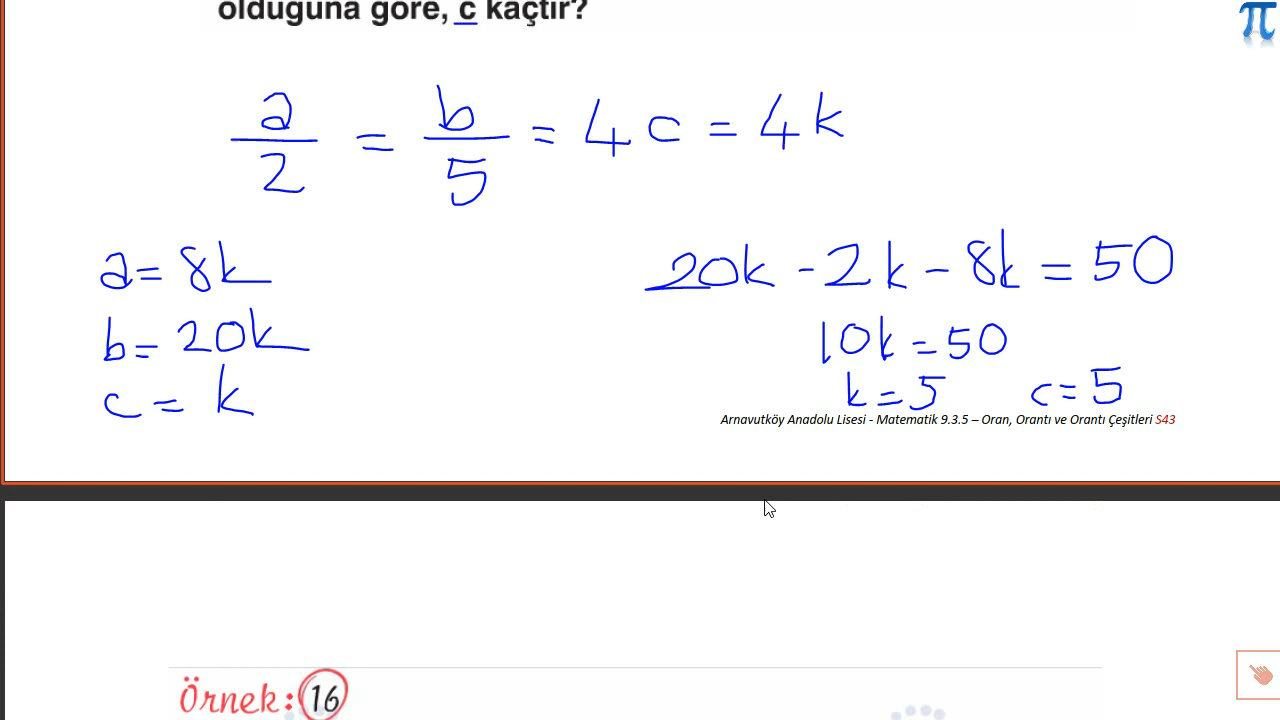 olduğuna göre, c kaçtır?
a/2 = b/5 = 4c = 4k
a = 8k
20k - 2k - 8k = 50
b = 20k
10k = 50
c = k
k = 5 c = 5
Arnavutköy Anadolu Lisesi - Matematik 9.3.5 – Oran, Orantı ve Orantı Çeşitleri S43
Örnek: 16